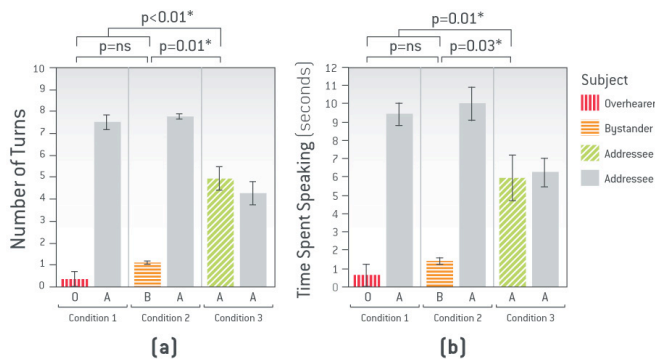 p<0.01*
p=ns
p=0.01*
Number of Turns
10
9
8
7
6
5
4
3
2
1
0
O A B A A A
Condition 1 Condition 2 Condition 3
(a)
p=0.01*
p=ns
p=0.03*
Time Spent Speaking (seconds)
12
11
10
9
8
7
6
5
4
3
2
1
0
O A B A A A
Condition 1 Condition 2 Condition 3
(b)
Subject
Overhearer
Bystander
Addressee
Addressee